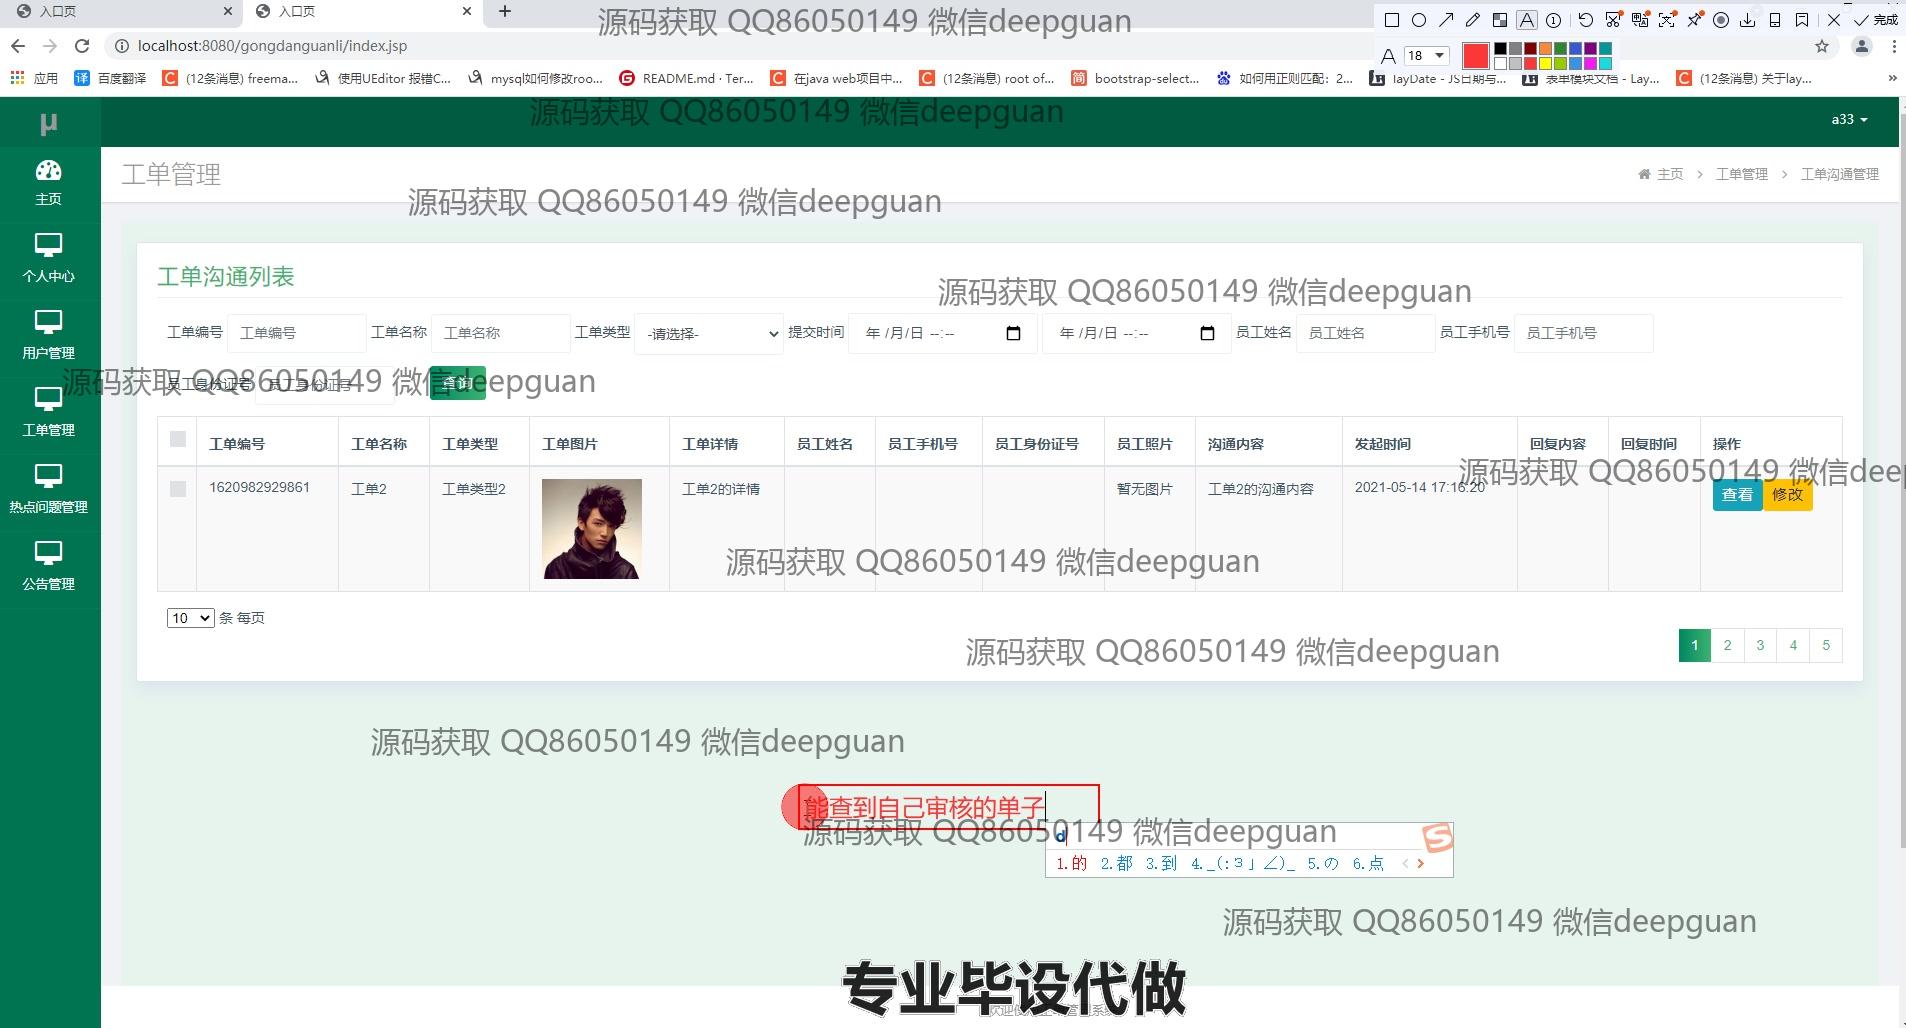 入口页
入口页
源码获取 QQ86050149 微信deepguan
完成
localhost:8080/gongdanguanli/index.jsp
A 18
应用 百度翻译 (12条消息) freema... 使用UEditor 报错C... mysql如何修改roo... README.md · Ter... 在java web项目中... (12条消息) root of... bootstrap-select... 如何用正则匹配：2... layDate - JS日期与... 表单模块文档 - Lay... (12条消息) 关于lay...
源码获取 QQ86050149 微信deepguan
μ
a33
主页
工单管理
主页 > 工单管理 > 工单沟通管理
源码获取 QQ86050149 微信deepguan
个人中心
工单沟通列表
源码获取 QQ86050149 微信deepguan
工单编号 工单编号 工单名称 工单名称 工单类型 -请选择- 提交时间 年 /月/日 --:-- 年 /月/日 --:-- 员工姓名 员工姓名 员工手机号 员工手机号
用户管理
员工身份证号 员工身份证号 查询
源码获取 QQ86050149 微信deepguan
工单管理
工单编号 工单名称 工单类型 工单图片 工单详情 员工姓名 员工手机号 员工身份证号 员工照片 沟通内容 发起时间 回复内容 回复时间 操作
源码获取 QQ86050149 微信deep
1620982929861 工单2 工单类型2 工单2的详情 暂无图片 工单2的沟通内容 2021-05-14 17:16:20 查看 修改
热点问题管理
源码获取 QQ86050149 微信deepguan
公告管理
10 条 每页
1 2 3 4 5
源码获取 QQ86050149 微信deepguan
源码获取 QQ86050149 微信deepguan
能查到自己审核的单子
源码获取 QQ86050149 微信deepguan
d
1.的 2.都 3.到 4._(:3」∠)_ 5.の 6.点
源码获取 QQ86050149 微信deepguan
专业毕设代做